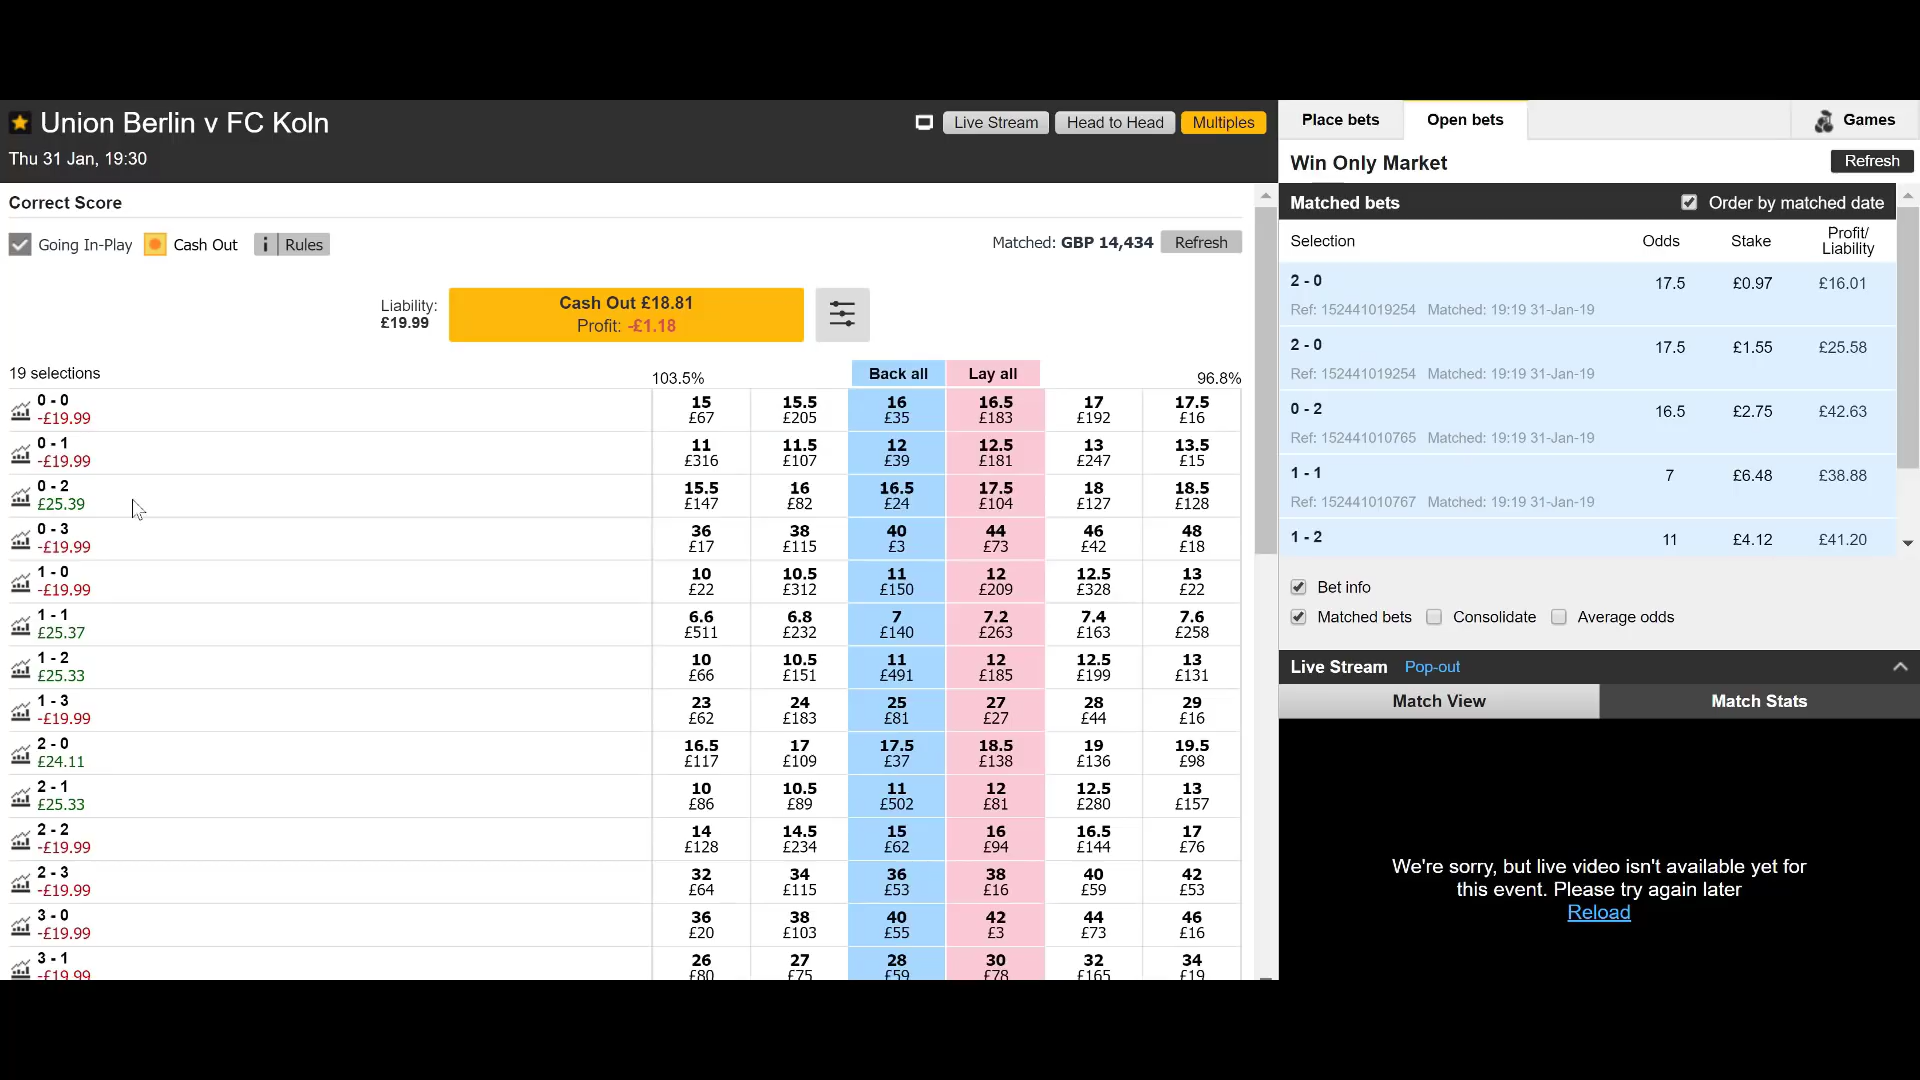 Union Berlin v FC Koln
Live Stream
Head to Head
Multiples
Thu 31 Jan, 19:30
Correct Score
Going In-Play
Cash Out
i
Rules
Matched: GBP 14,434
Refresh
Liability:
£19.99
Cash Out £18.81
Profit: -£1.18
19 selections
103.5%
Back all
Lay all
96.8%
0 - 0
-£19.99
15 15.5 16 16.5 17 17.5
£67 £205 £35 £183 £192 £16
0 - 1
-£19.99
11 11.5 12 12.5 13 13.5
£316 £107 £39 £181 £247 £15
0 - 2
£25.39
15.5 16 16.5 17.5 18 18.5
£147 £82 £24 £104 £127 £128
0 - 3
-£19.99
36 38 40 44 46 48
£17 £115 £3 £73 £42 £18
1 - 0
-£19.99
10 10.5 11 12 12.5 13
£22 £312 £150 £209 £328 £22
1 - 1
£25.37
6.6 6.8 7 7.2 7.4 7.6
£511 £232 £140 £263 £163 £258
1 - 2
£25.33
10 10.5 11 12 12.5 13
£66 £151 £491 £185 £199 £131
1 - 3
-£19.99
23 24 25 27 28 29
£62 £183 £81 £27 £44 £16
2 - 0
£24.11
16.5 17 17.5 18.5 19 19.5
£117 £109 £37 £138 £136 £98
2 - 1
£25.33
10 10.5 11 12 12.5 13
£86 £89 £502 £81 £280 £157
2 - 2
-£19.99
14 14.5 15 16 16.5 17
£128 £234 £62 £94 £144 £76
2 - 3
-£19.99
32 34 36 38 40 42
£64 £115 £53 £16 £59 £53
3 - 0
-£19.99
36 38 40 42 44 46
£20 £103 £55 £3 £73 £16
3 - 1
-£19.99
26 27 28 30 32 34
£80 £75 £59 £78 £165 £19
Place bets
Open bets
Games
Win Only Market
Refresh
Matched bets
Order by matched date
Selection
Odds
Stake
Profit/
Liability
2 - 0 17.5 £0.97 £16.01
Ref: 152441019254 Matched: 19:19 31-Jan-19
2 - 0 17.5 £1.55 £25.58
Ref: 152441019254 Matched: 19:19 31-Jan-19
0 - 2 16.5 £2.75 £42.63
Ref: 152441010765 Matched: 19:19 31-Jan-19
1 - 1 7 £6.48 £38.88
Ref: 152441010767 Matched: 19:19 31-Jan-19
1 - 2 11 £4.12 £41.20
Bet info
Matched bets
Consolidate
Average odds
Live Stream
Pop-out
Match View
Match Stats
We're sorry, but live video isn't available yet for
this event. Please try again later
Reload